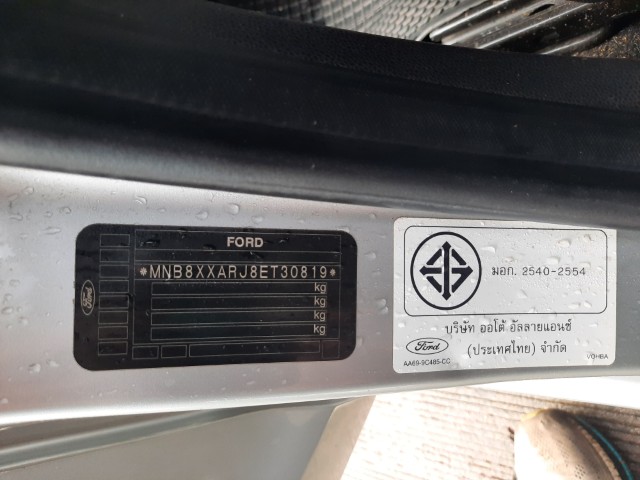 FORD
*MNB8XXARJ8ET30819*
kg
kg
kg
kg
Ford
มอก. 2540-2554
บริษัท ออโต้ อัลลายแอนซ์
(ประเทศไทย) จำกัด
Ford
AA69-9C485-CC
VOHBA